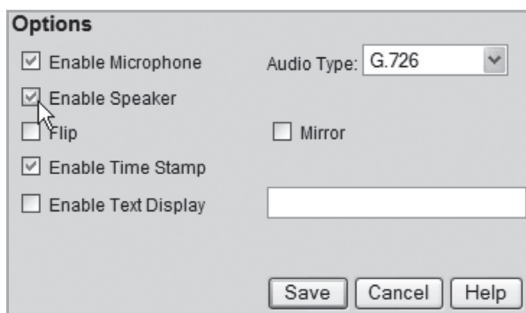 Options
Enable Microphone Audio Type: G.726
Enable Speaker
Flip Mirror
Enable Time Stamp
Enable Text Display
Save Cancel Help